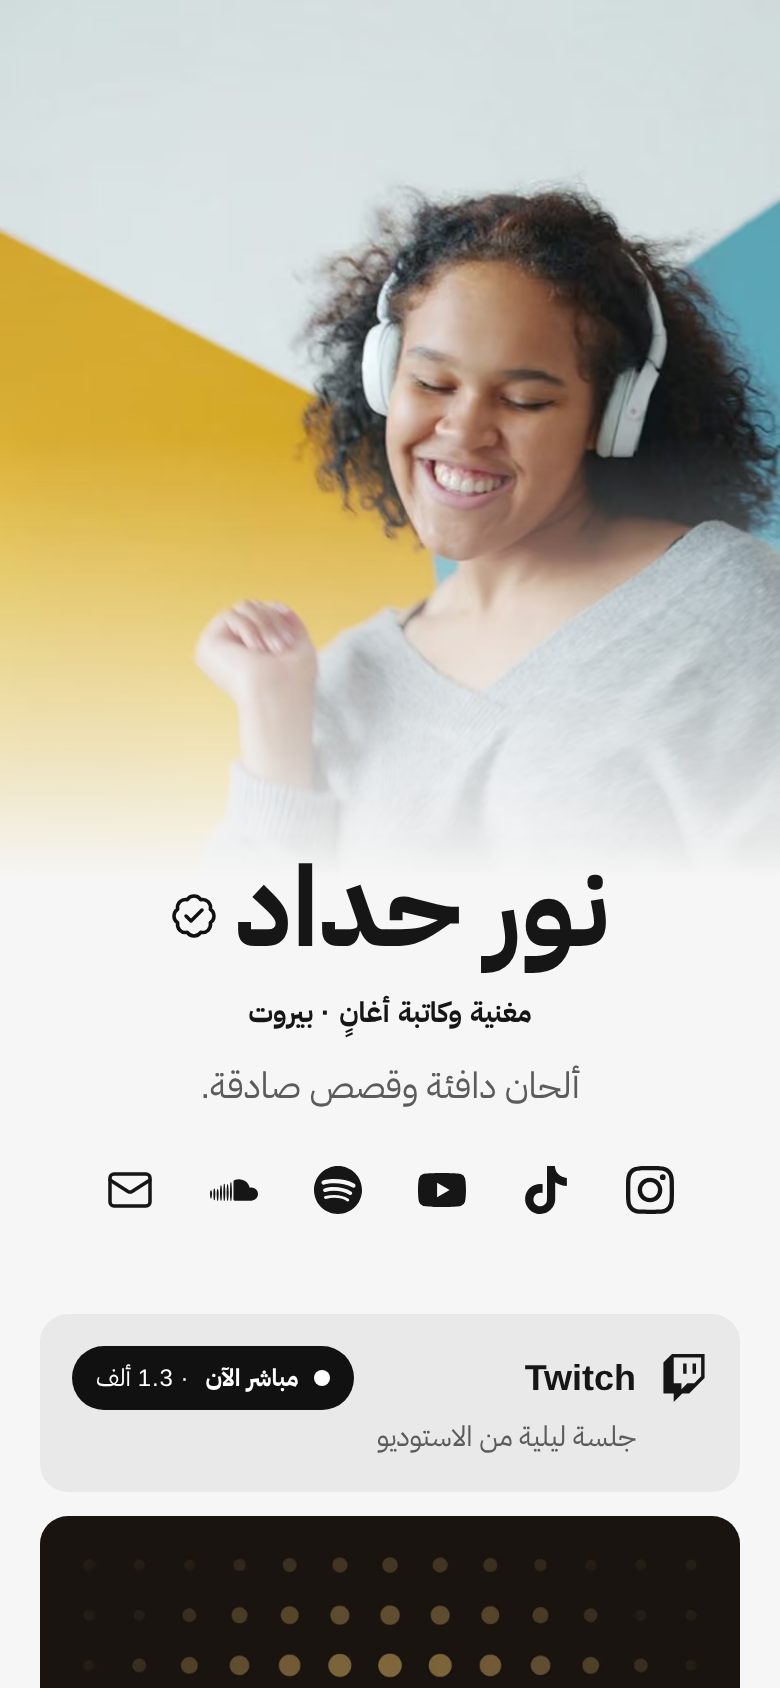 نور حداد
مغنية وكاتبة أغانٍ · بيروت
ألحان دافئة وقصص صادقة.
Twitch
مباشر الآن · 1.3 ألف
جلسة ليلية من الاستوديو